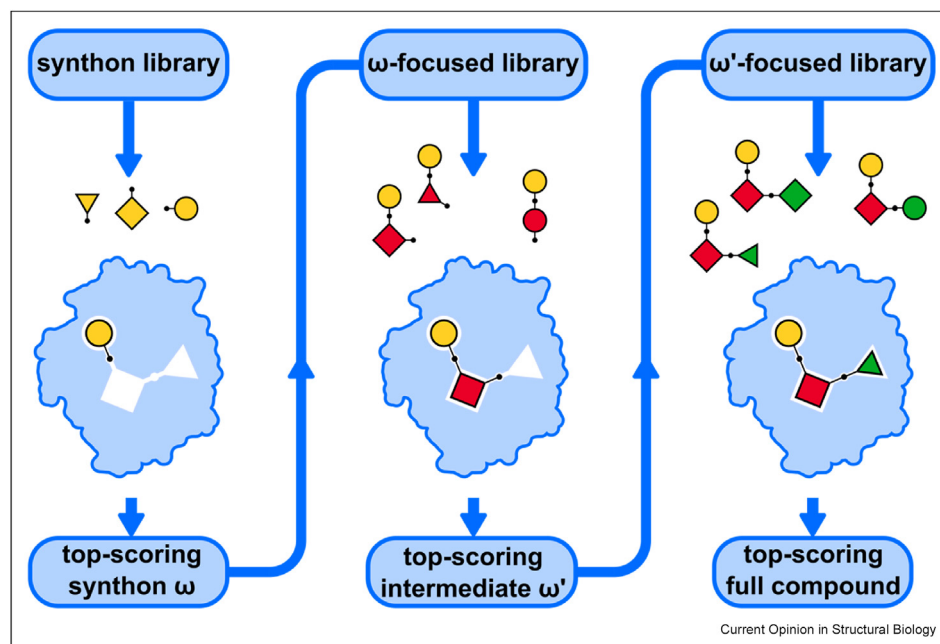 synthon library
ω-focused library
ω'-focused library
top-scoring
synthon ω
top-scoring
intermediate ω'
top-scoring
full compound
Current Opinion in Structural Biology